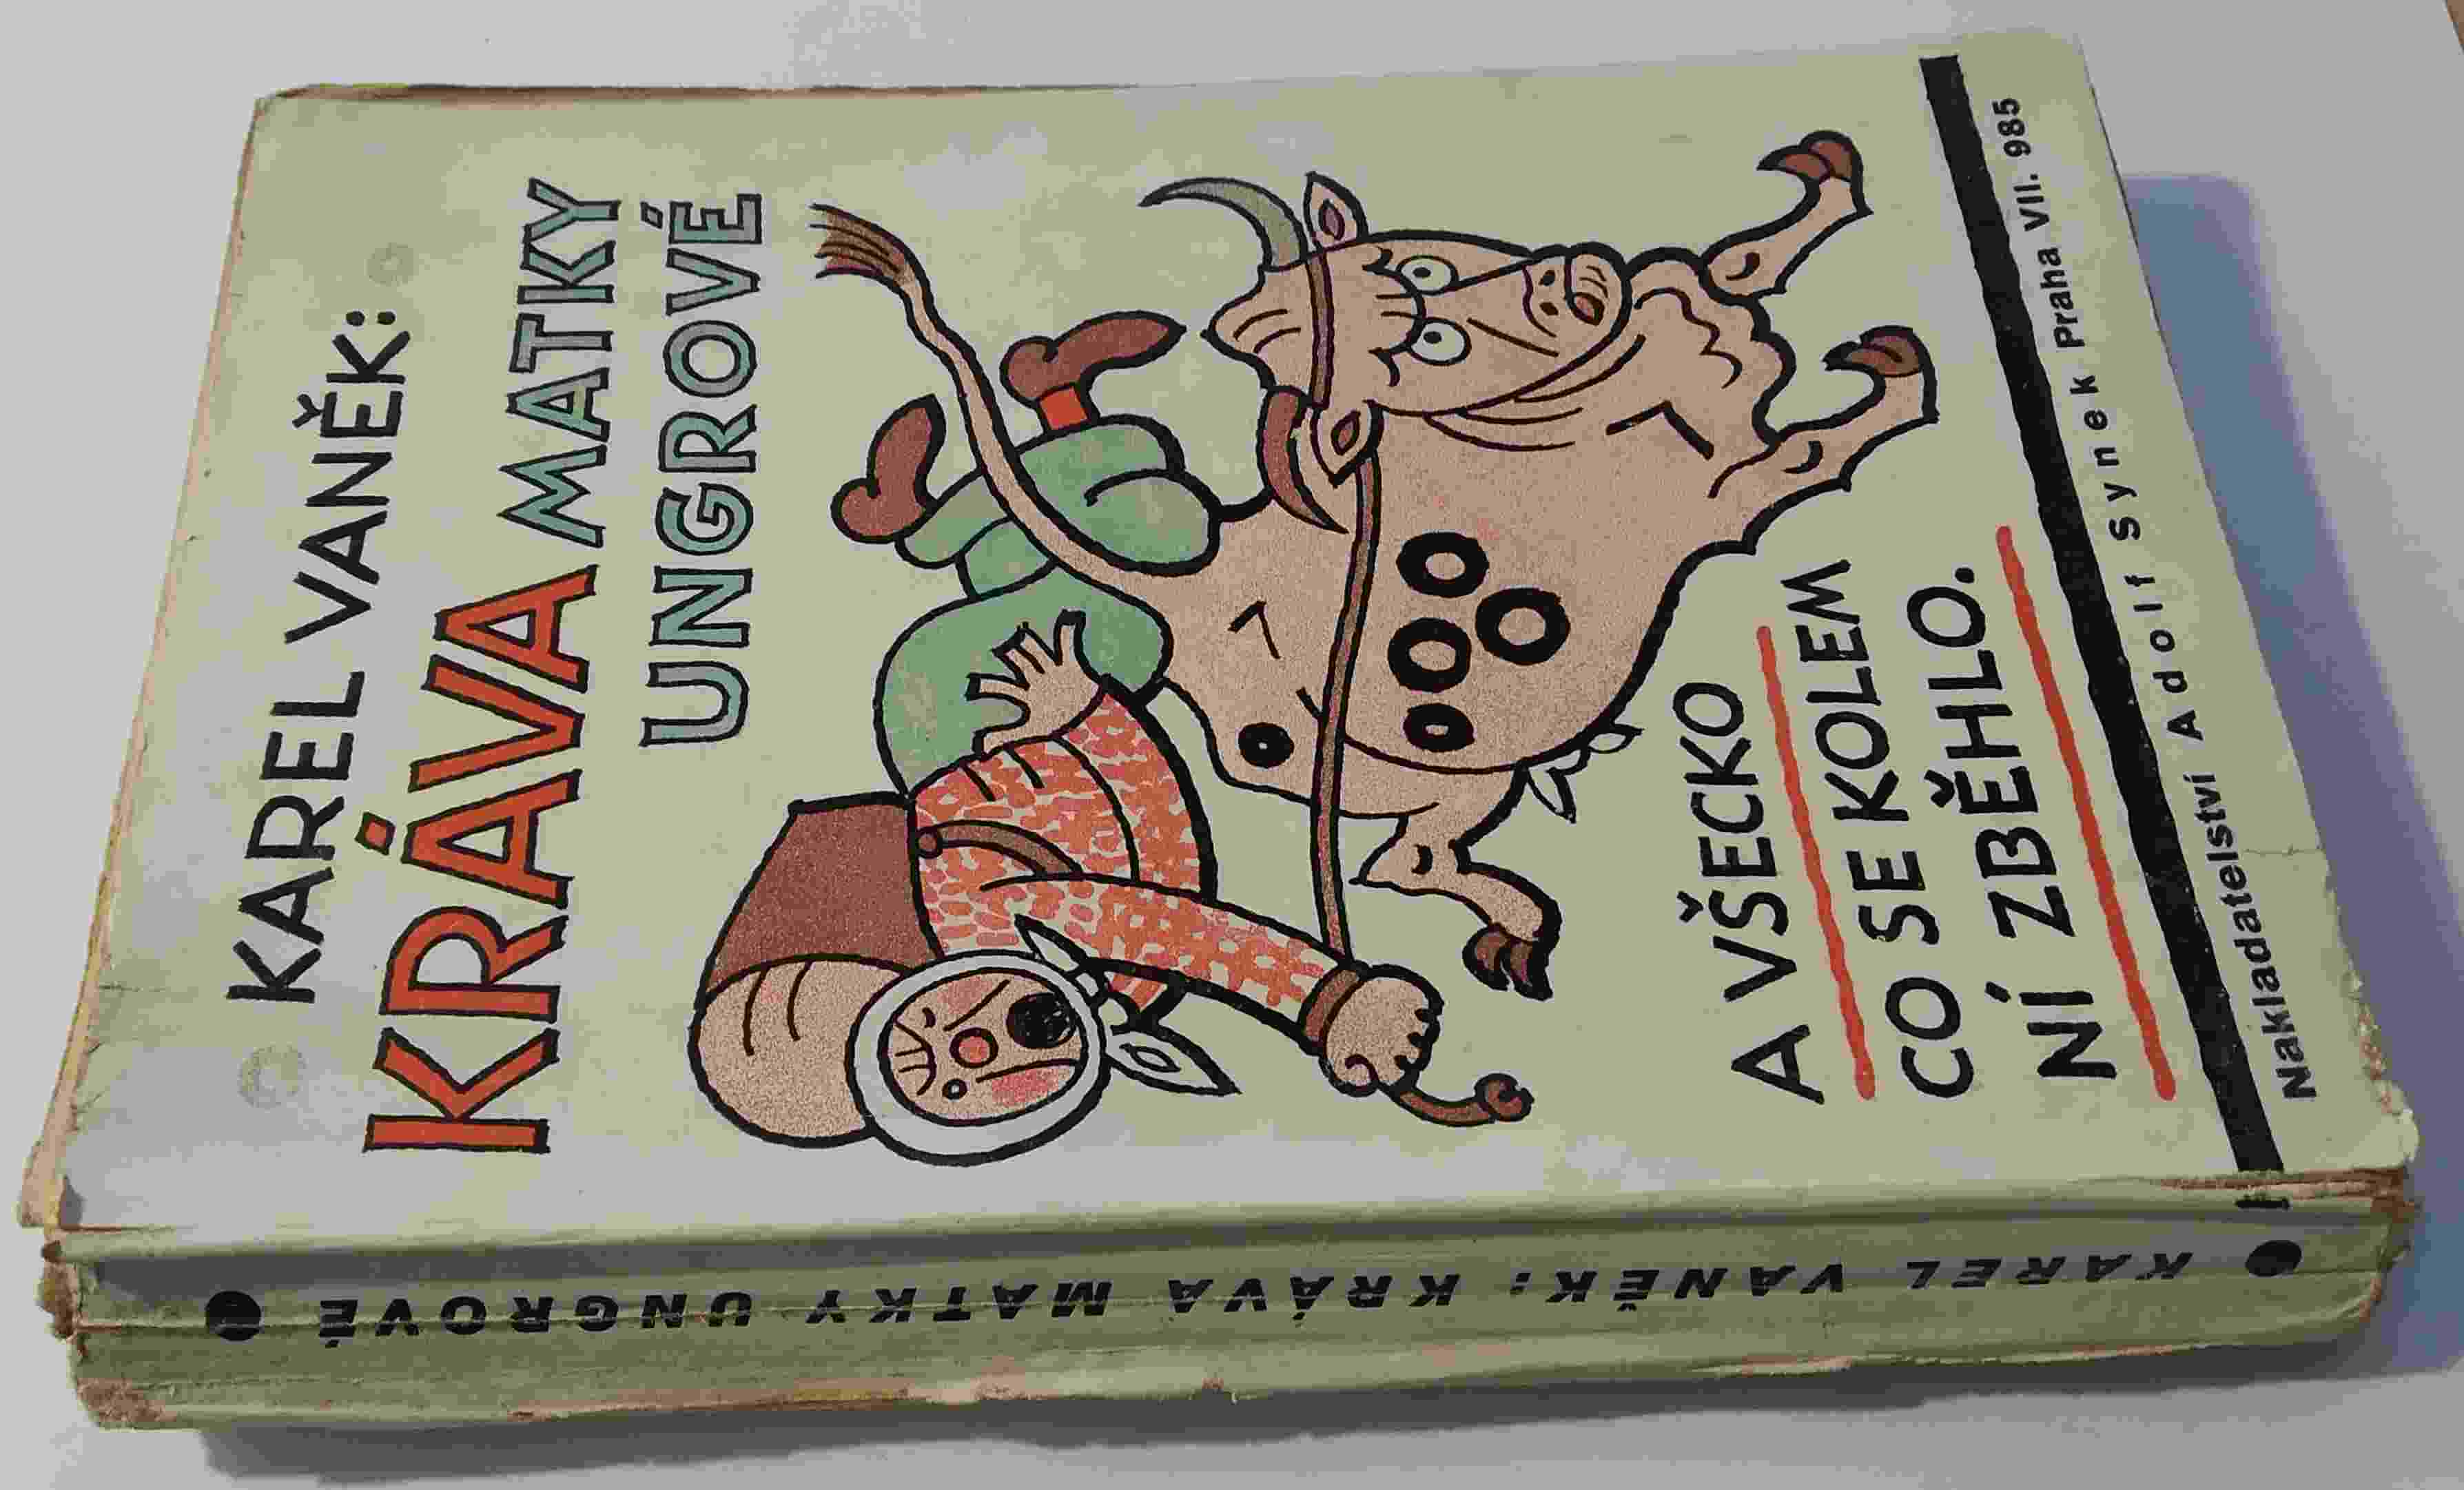 KAREL VANĚK:
KRÁVA MATKY
UNGROVÉ
A VŠECKO
CO SE KOLEM
NÍ ZBĚHLO.
Nakladatelství Adolf Synek Praha VII. 985
KAREL VANĚK: KRÁVA MATKY UNGROVÉ